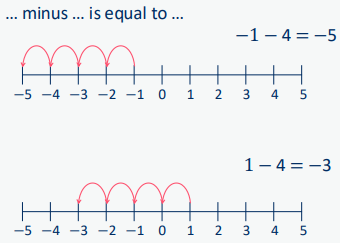 ... minus ... is equal to ...
−1 − 4 = −5
−5 −4 −3 −2 −1 0 1 2 3 4 5
1 − 4 = −3
−5 −4 −3 −2 −1 0 1 2 3 4 5